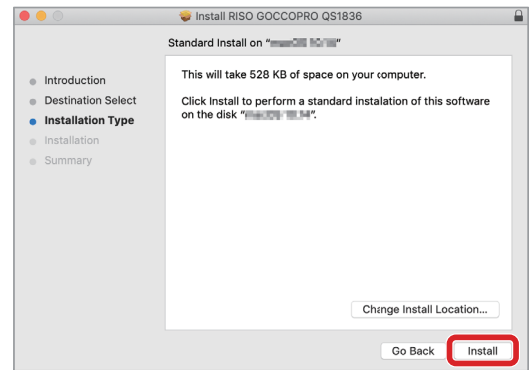 Install RISO GOCCOPRO QS1836
Standard Install on “
Introduction
Destination Select
Installation Type
Installation
Summary
This will take 528 KB of space on your computer.
Click Install to perform a standard instalation of this software
on the disk “
Change Install Location...
Go Back
Install